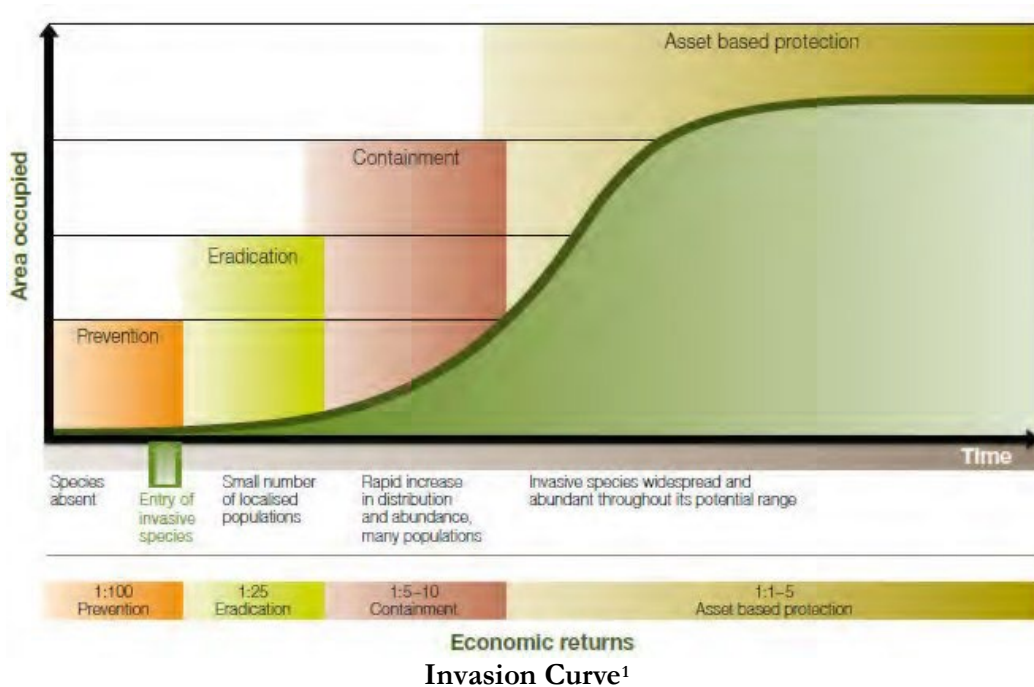 Asset based protection
Containment
Eradication
Prevention
Area occupied
Time
Species
absent
Entry of
invasive
species
Small number
of localised
populations
Rapid increase
in distribution
and abundance,
many populations
Invasive species widespread and
abundant throughout its potential range
1:100
Prevention
1:25
Eradication
1:5–10
Containment
1:1–5
Asset based protection
Economic returns
Invasion Curve¹